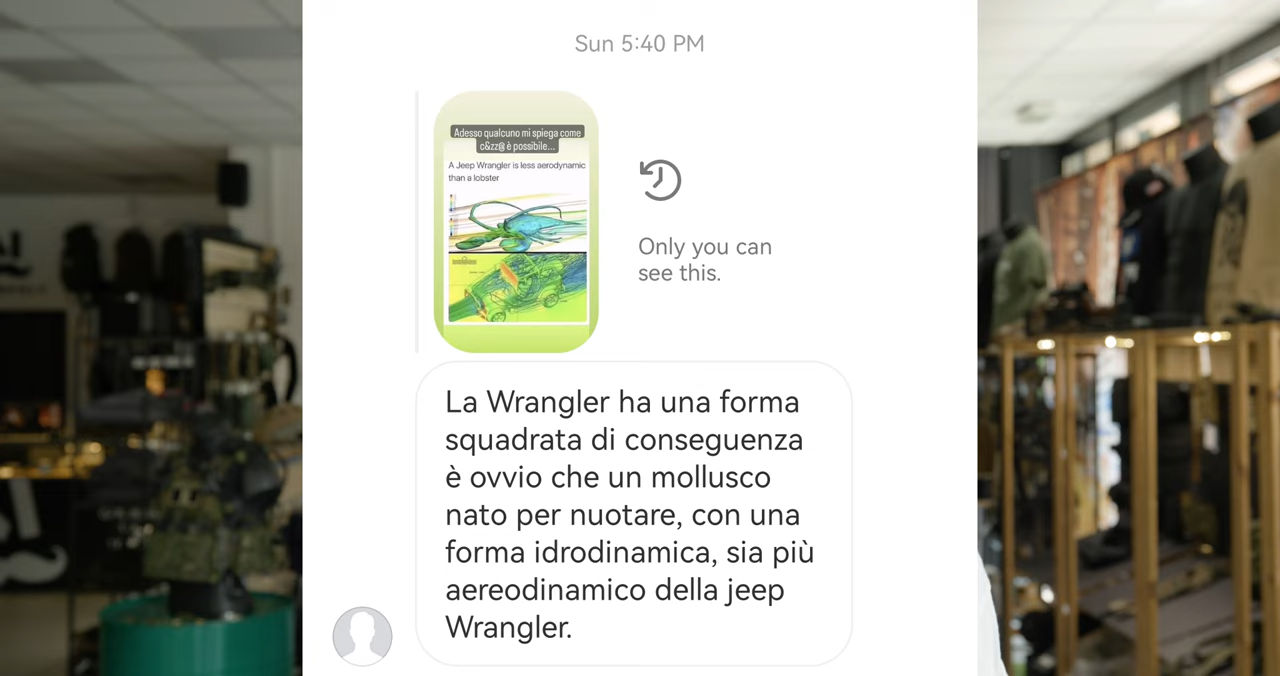 Sun 5:40 PM
Adesso qualcuno mi spiega come
c&zz@ è possibile...
A Jeep Wrangler is less aerodynamic
than a lobster
Only you can
see this.
La Wrangler ha una forma
squadrata di conseguenza
è ovvio che un mollusco
nato per nuotare, con una
forma idrodinamica, sia più
aereodinamico della jeep
Wrangler.